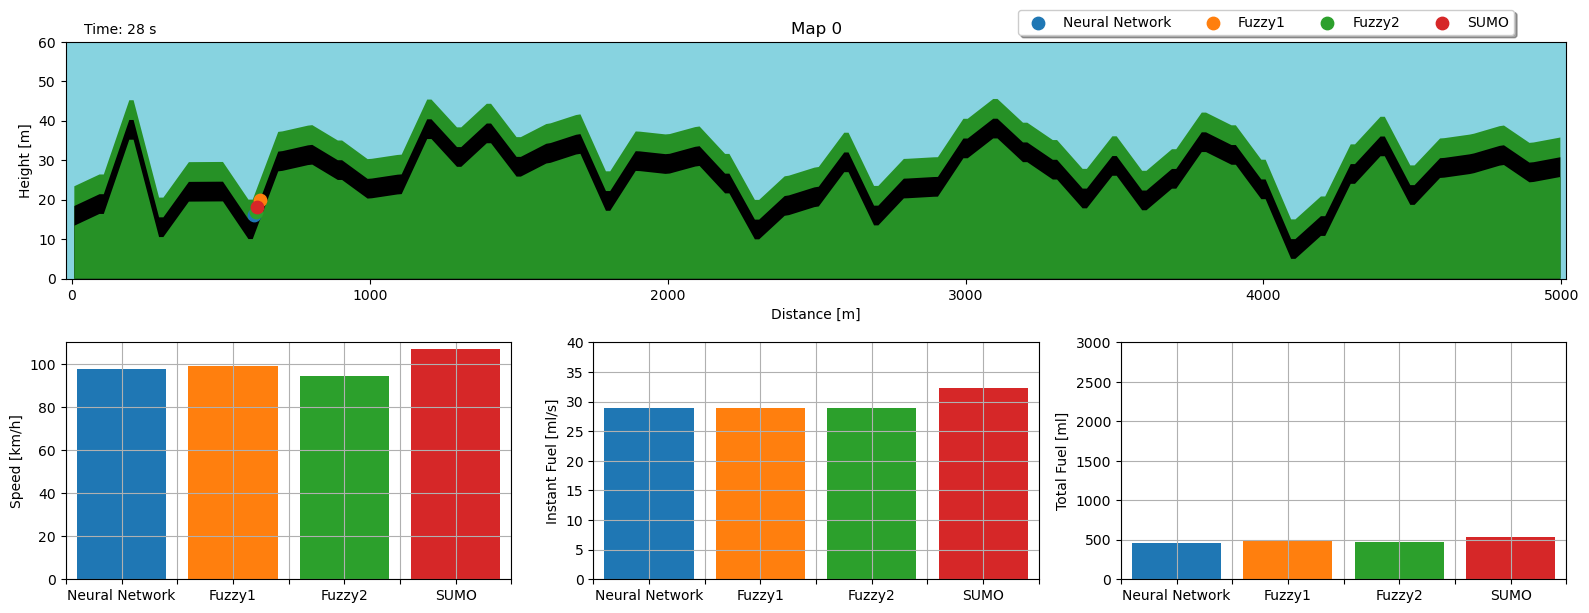 Time: 28 s
Map 0
Neural Network Fuzzy1 Fuzzy2 SUMO
Height [m]
60
50
40
30
20
10
0
0 1000 2000 3000 4000 5000
Distance [m]
Speed [km/h]
100
80
60
40
20
0
Neural Network Fuzzy1 Fuzzy2 SUMO
Instant Fuel [ml/s]
40
35
30
25
20
15
10
5
0
Neural Network Fuzzy1 Fuzzy2 SUMO
Total Fuel [ml]
3000
2500
2000
1500
1000
500
0
Neural Network Fuzzy1 Fuzzy2 SUMO